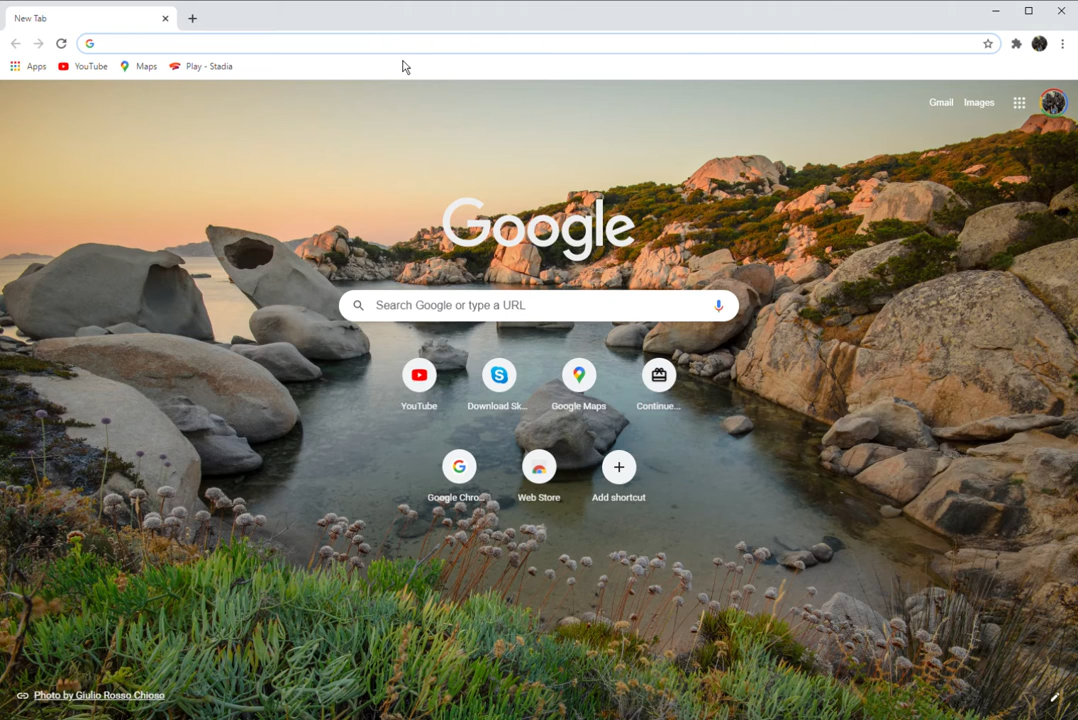 New Tab
Apps YouTube Maps Play - Stadia
Gmail Images
Google
Search Google or type a URL
YouTube Download Sk... Google Maps Continue...
Google Chro... Web Store Add shortcut
Photo by Giulio Rosso Chioso